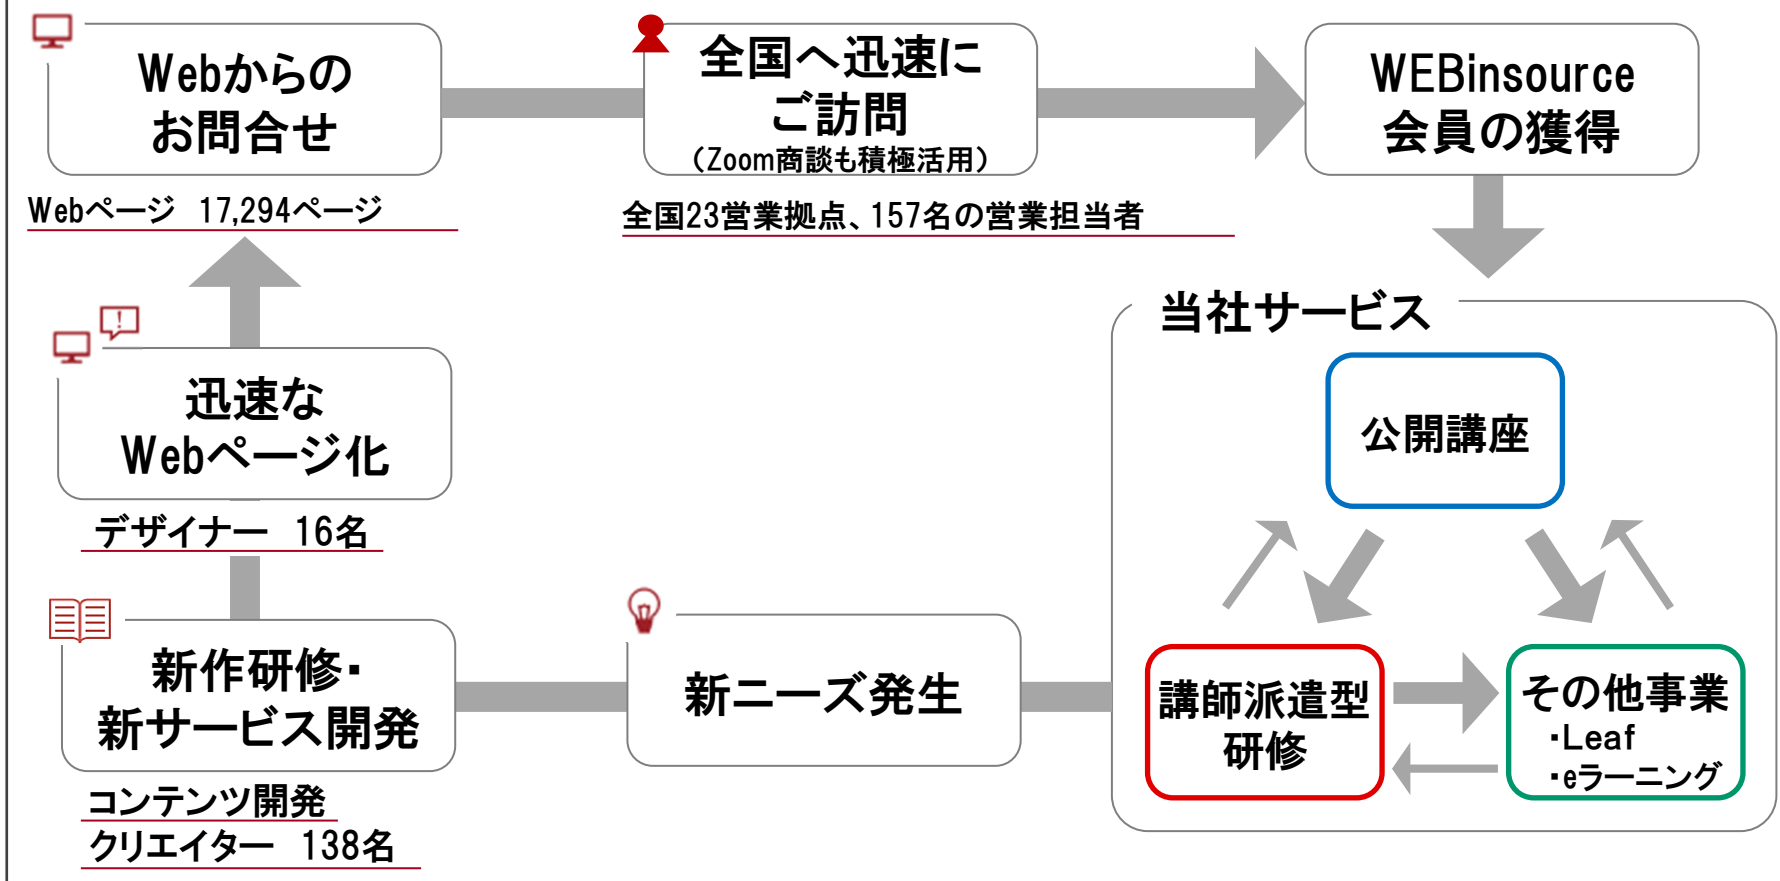 Webからの
お問合せ
Webページ　17,294ページ
全国へ迅速に
ご訪問
（Zoom商談も積極活用）
全国23営業拠点、157名の営業担当者
WEBinsource
会員の獲得
当社サービス
公開講座
講師派遣型
研修
その他事業
・Leaf
・eラーニング
新ニーズ発生
新作研修・
新サービス開発
コンテンツ開発
クリエイター　138名
迅速な
Webページ化
デザイナー　16名